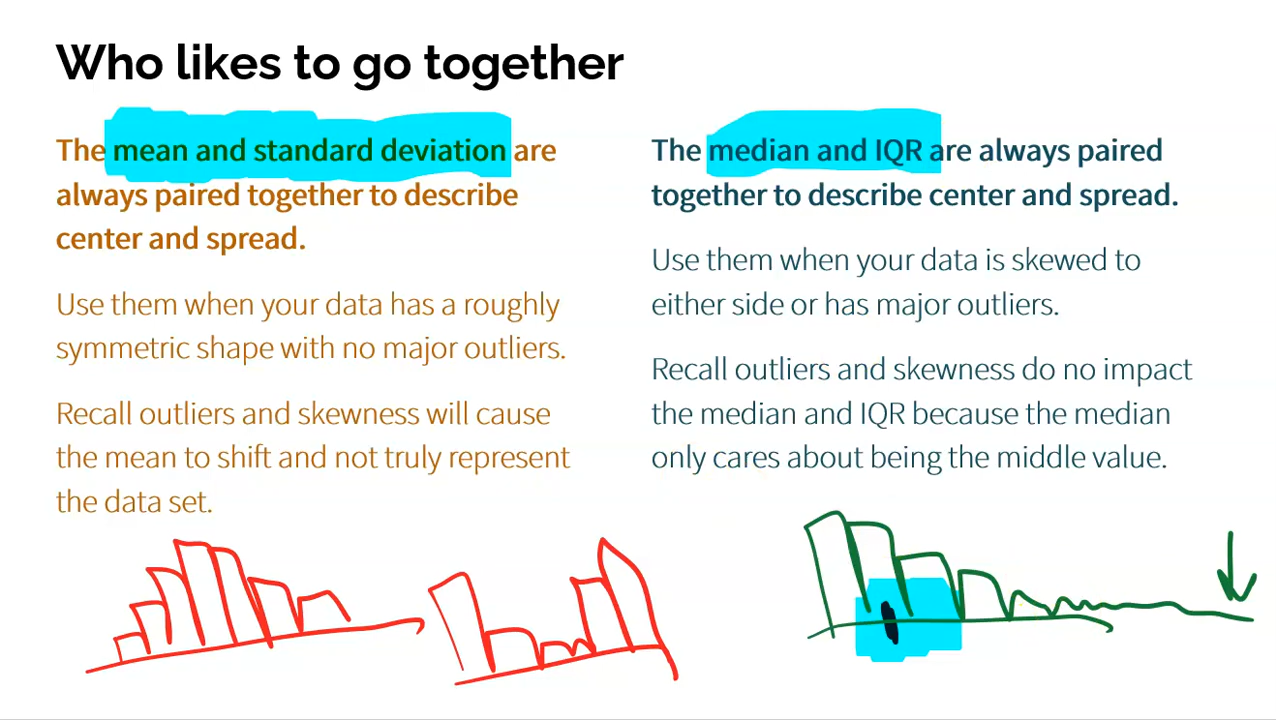 Who likes to go together
The mean and standard deviation are
always paired together to describe
center and spread.
Use them when your data has a roughly
symmetric shape with no major outliers.
Recall outliers and skewness will cause
the mean to shift and not truly represent
the data set.
The median and IQR are always paired
together to describe center and spread.
Use them when your data is skewed to
either side or has major outliers.
Recall outliers and skewness do no impact
the median and IQR because the median
only cares about being the middle value.